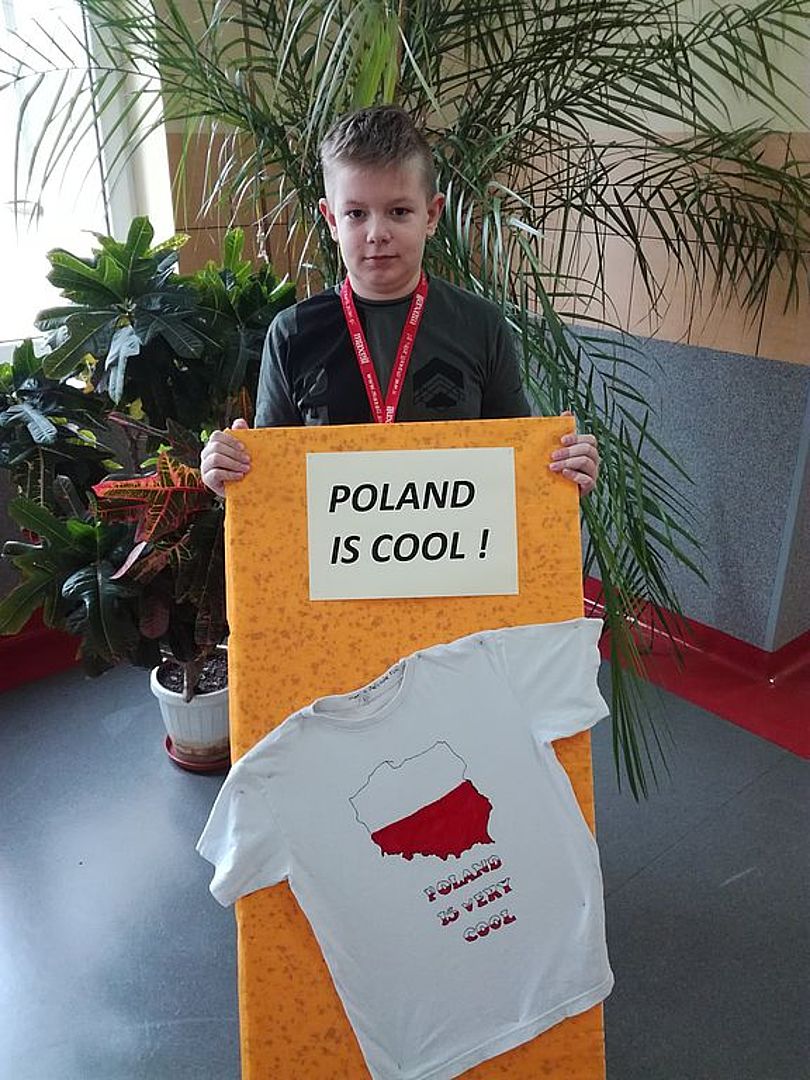 POLAND
IS COOL !
POLAND
IS VERY
COOL